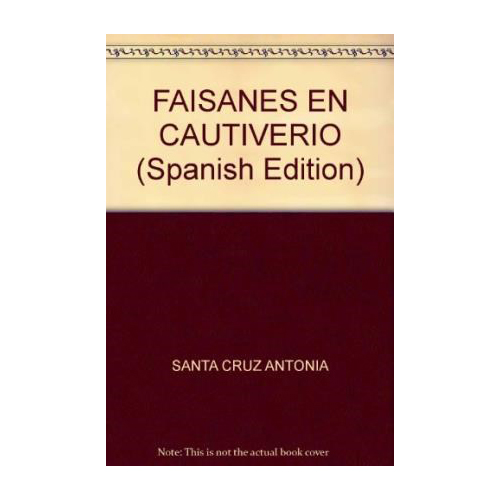 FAISANES EN
CAUTIVERIO
(Spanish Edition)
SANTA CRUZ ANTONIA
Note: This is not the actual book cover